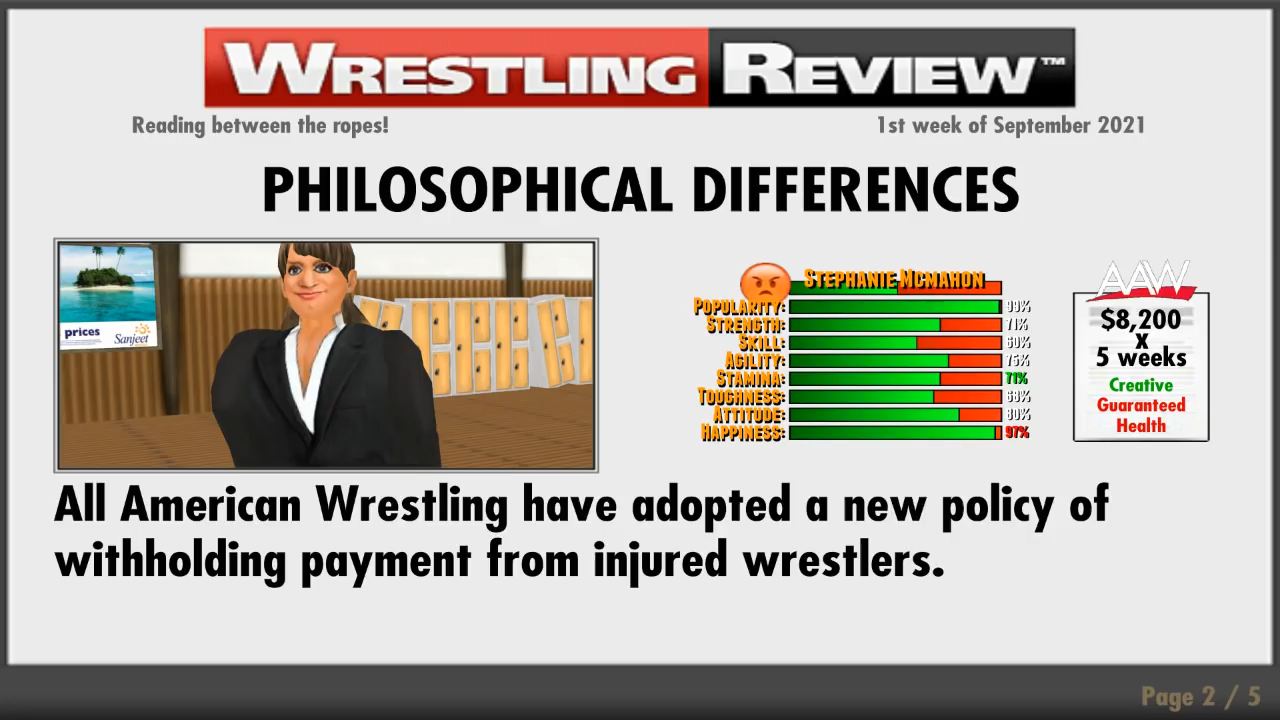 WRESTLING REVIEW™
Reading between the ropes!
1st week of September 2021
PHILOSOPHICAL DIFFERENCES
prices
Sanjeet
STEPHANIE MCMAHON
POPULARITY: 99%
STRENGTH: 71%
SKILL: 60%
AGILITY: 75%
STAMINA: 71%
TOUGHNESS: 68%
ATTITUDE: 80%
HAPPINESS: 97%
AAW
$8,200
X
5 weeks
Creative
Guaranteed
Health
All American Wrestling have adopted a new policy of
withholding payment from injured wrestlers.
Page 2 / 5